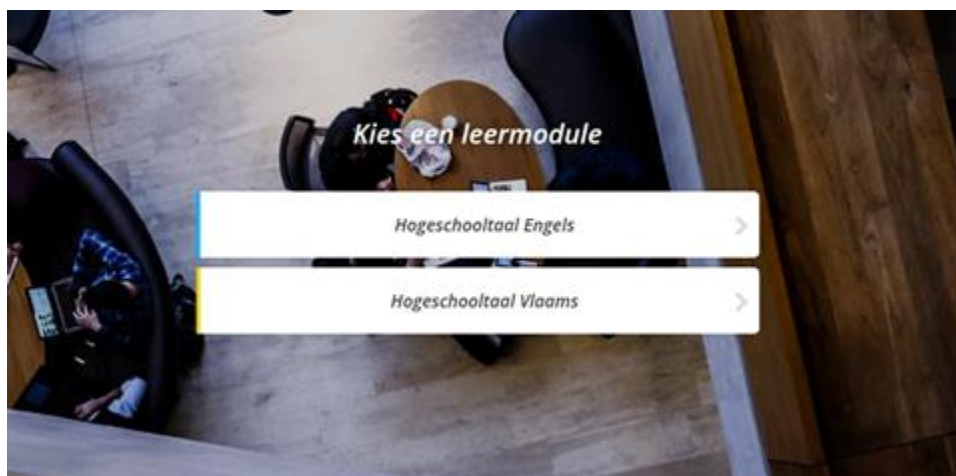 Kies een leermodule
Hogeschooltaal Engels
Hogeschooltaal Vlaams